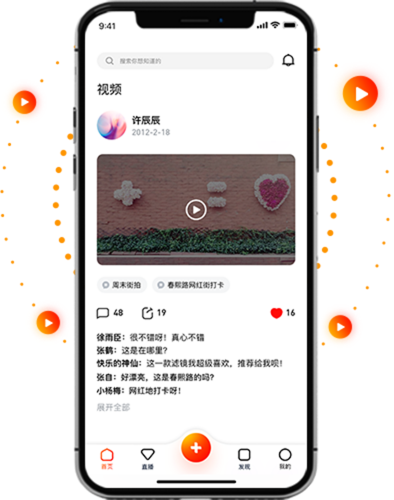 9:41
搜索你想知道的
视频
许辰辰
2012-2-18
周末街拍
春熙路网红街打卡
48
19
16
徐雨臣：很不错呀！真心不错
张鹤：这是在哪里？
快乐的神仙：这一款滤镜我超级喜欢，推荐给我呗！
张自：好漂亮，这是春熙路的吗？
小杨梅：网红地打卡呀！
展开全部
首页
直播
发现
我的